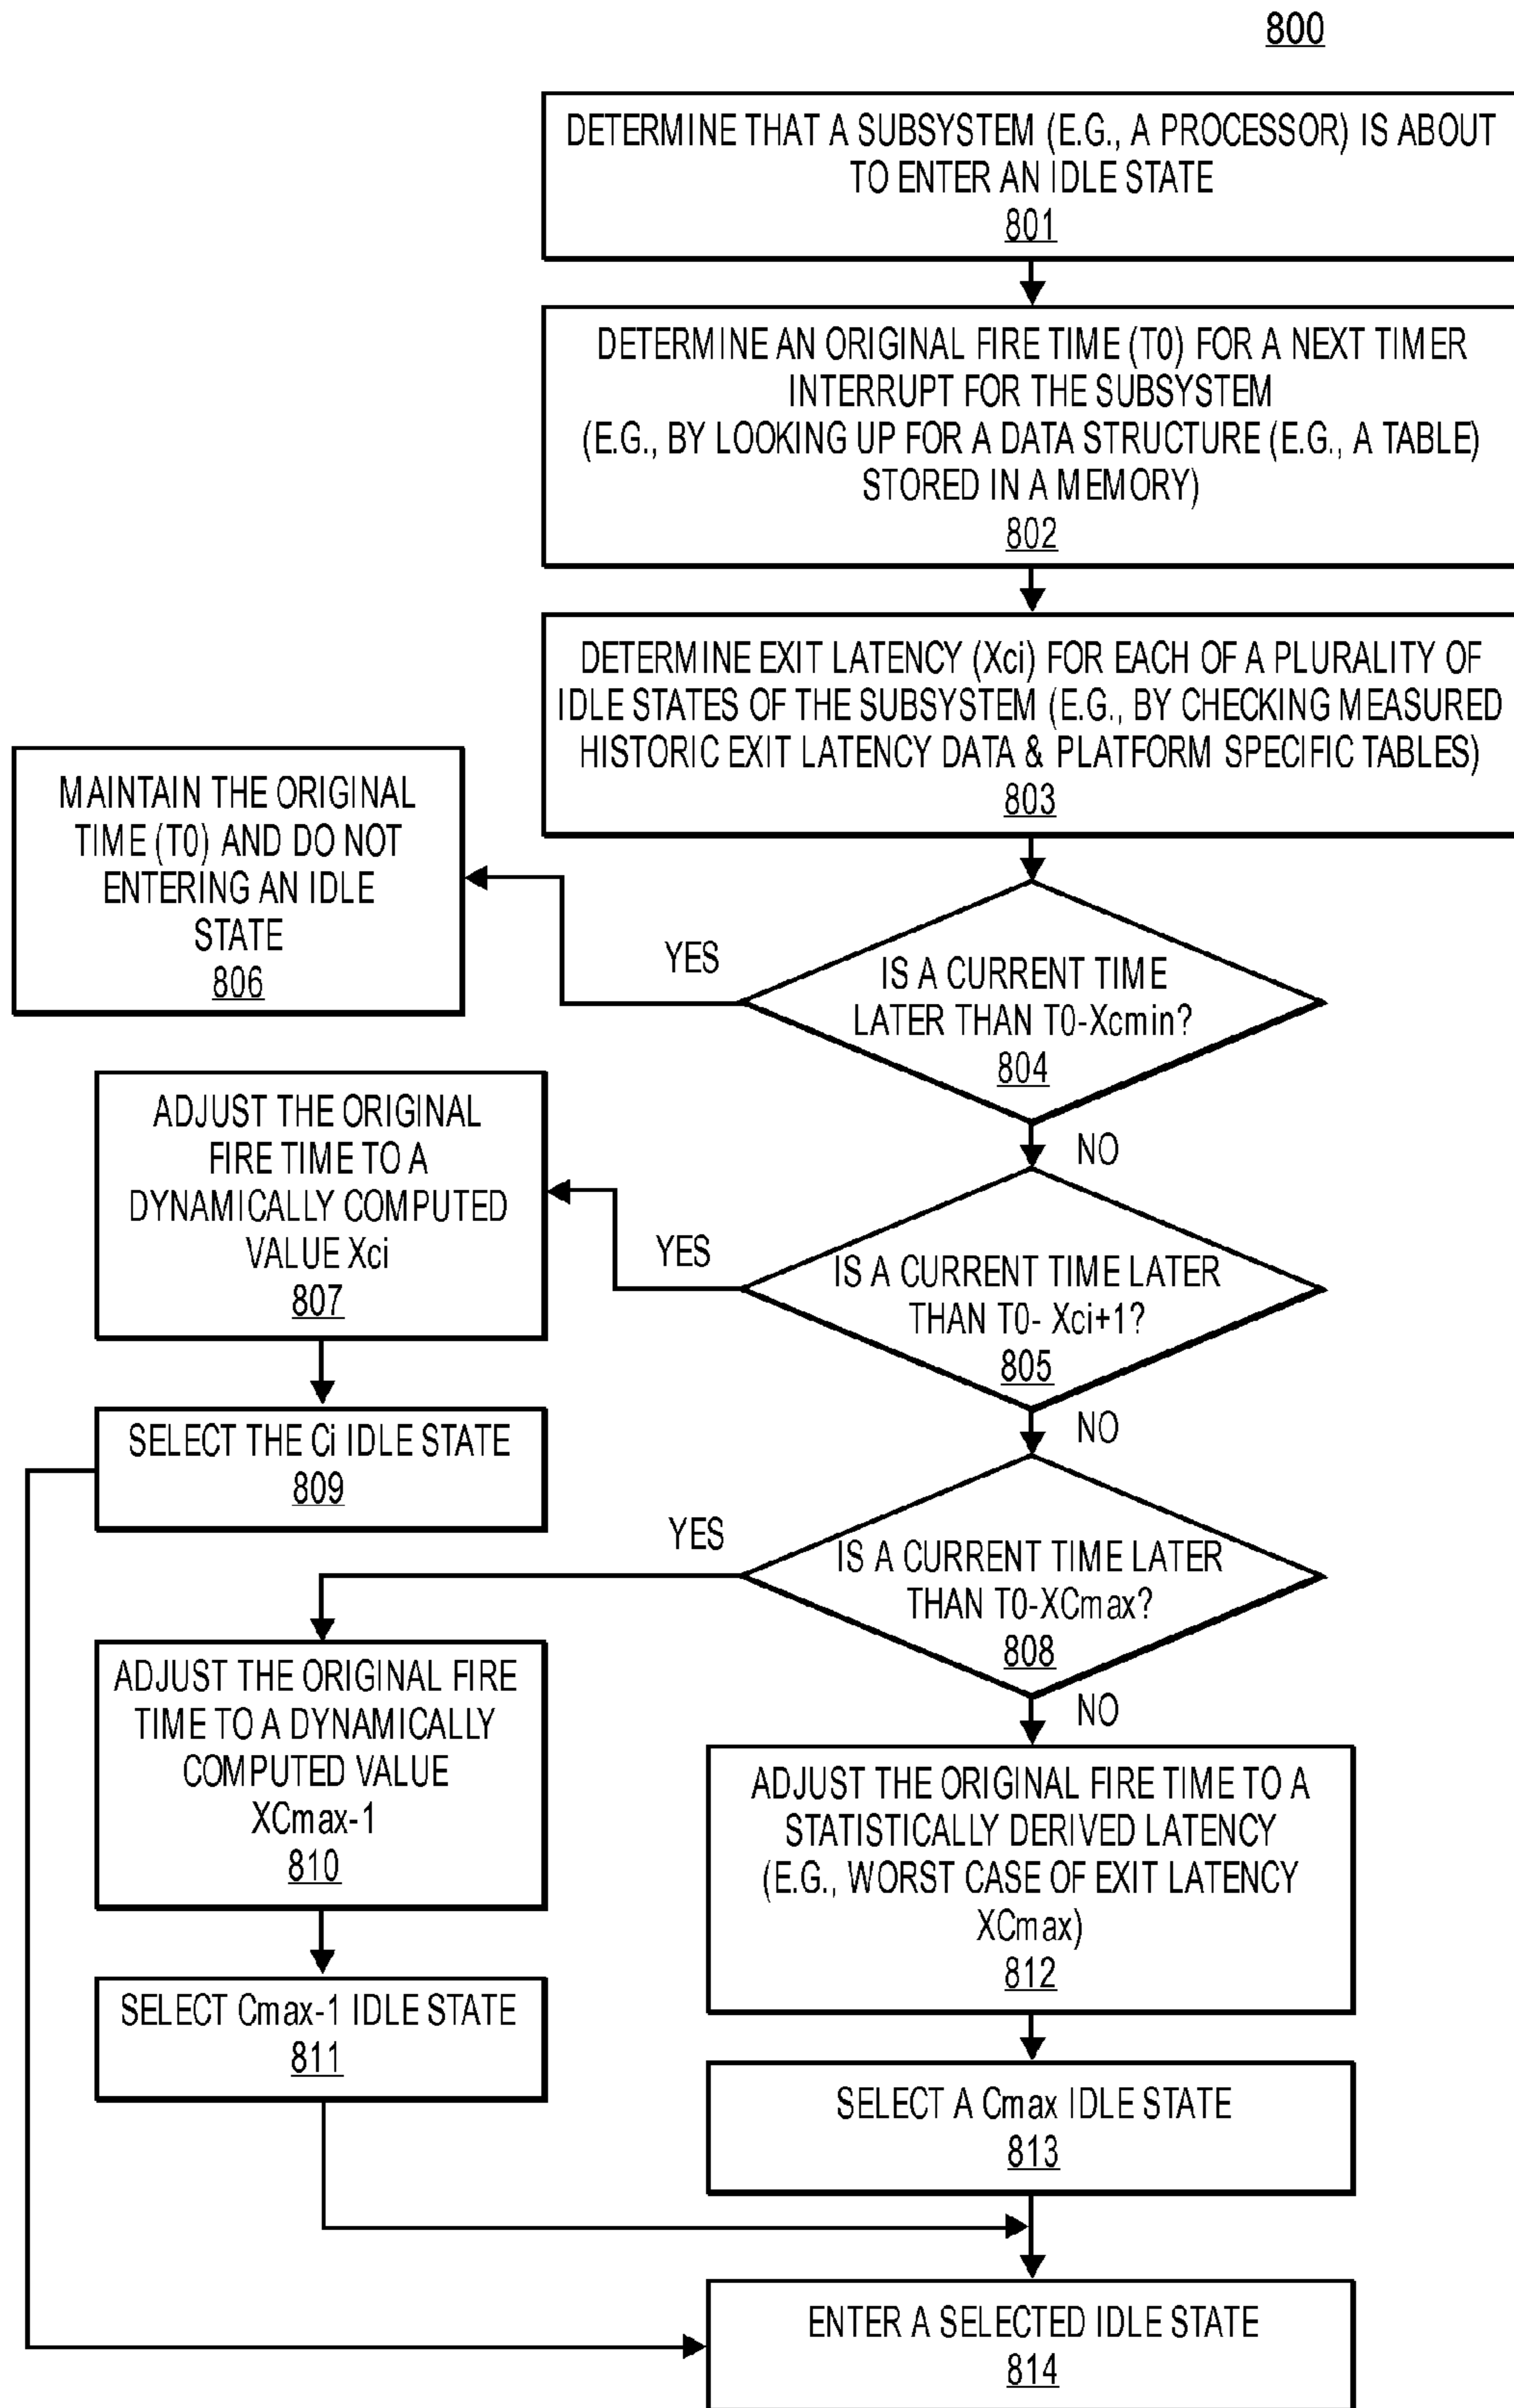 800
DETERMINE THAT A SUBSYSTEM (E.G., A PROCESSOR) IS ABOUT
TO ENTER AN IDLE STATE
801
DETERMINE AN ORIGINAL FIRE TIME (T0) FOR A NEXT TIMER
INTERRUPT FOR THE SUBSYSTEM
(E.G., BY LOOKING UP FOR A DATA STRUCTURE (E.G., A TABLE)
STORED IN A MEMORY)
802
DETERMINE EXIT LATENCY (Xci) FOR EACH OF A PLURALITY OF
IDLE STATES OF THE SUBSYSTEM (E.G., BY CHECKING MEASURED
HISTORIC EXIT LATENCY DATA & PLATFORM SPECIFIC TABLES)
803
MAINTAIN THE ORIGINAL
TIME (T0) AND DO NOT
ENTERING AN IDLE
STATE
806
YES
IS A CURRENT TIME
LATER THAN T0-Xcmin?
804
NO
ADJUST THE ORIGINAL
FIRE TIME TO A
DYNAMICALLY COMPUTED
VALUE Xci
807
YES
IS A CURRENT TIME LATER
THAN T0- Xci+1?
805
NO
SELECT THE Ci IDLE STATE
809
YES
IS A CURRENT TIME LATER
THAN T0-XCmax?
808
NO
ADJUST THE ORIGINAL FIRE
TIME TO A DYNAMICALLY
COMPUTED VALUE
XCmax-1
810
ADJUST THE ORIGINAL FIRE TIME TO A
STATISTICALLY DERIVED LATENCY
(E.G., WORST CASE OF EXIT LATENCY
XCmax)
812
SELECT Cmax-1 IDLE STATE
811
SELECT A Cmax IDLE STATE
813
ENTER A SELECTED IDLE STATE
814